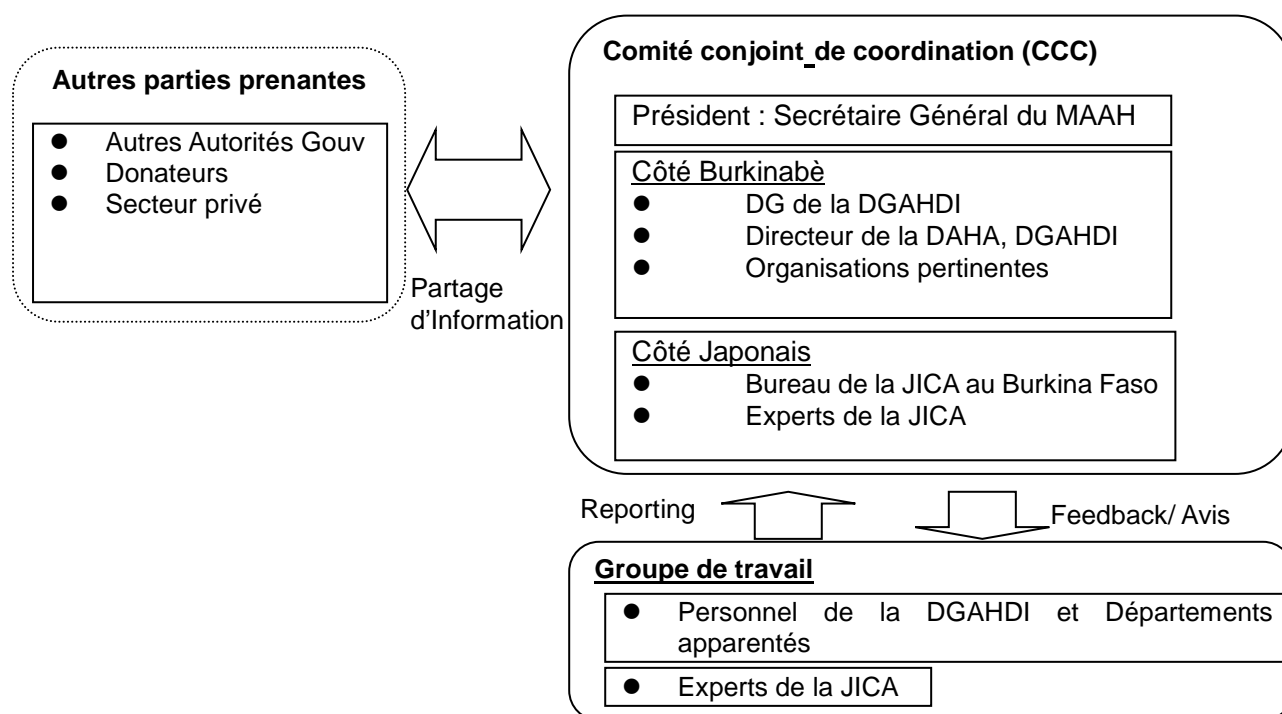 Autres parties prenantes
● Autres Autorités Gouv
● Donateurs
● Secteur privé
Partage
d'Information
Comité conjoint de coordination (CCC)
Président : Secrétaire Général du MAAH
Côté Burkinabè
● DG de la DGAHDI
● Directeur de la DAHA, DGAHDI
● Organisations pertinentes
Côté Japonais
● Bureau de la JICA au Burkina Faso
● Experts de la JICA
Reporting
Feedback/ Avis
Groupe de travail
● Personnel de la DGAHDI et Départements
apparentés
● Experts de la JICA